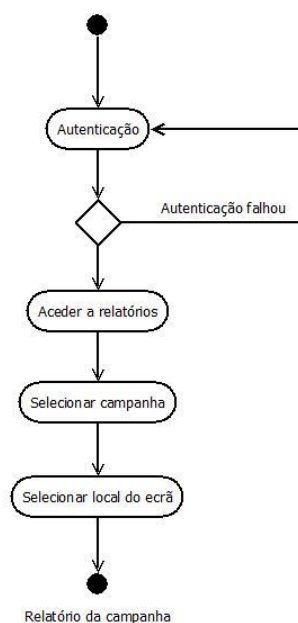 Autenticação
Autenticação falhou
Aceder a relatórios
Selecionar campanha
Selecionar local do ecrã
Relatório da campanha